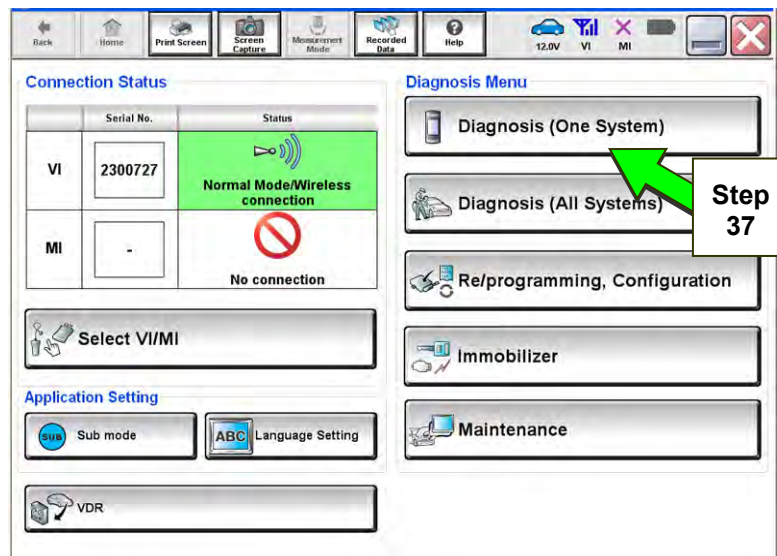 Back
Home
Print Screen
Screen
Capture
Measurement
Mode
Recorded
Data
Help
12.0V
VI
MI
Connection Status
Serial No.
Status
VI
2300727
Normal Mode/Wireless
connection
MI
-
No connection
Select VI/MI
Application Setting
SUB
Sub mode
ABC
Language Setting
VDR
Diagnosis Menu
Diagnosis (One System)
Diagnosis (All Systems)
Re/programming, Configuration
Immobilizer
Maintenance
Step
37